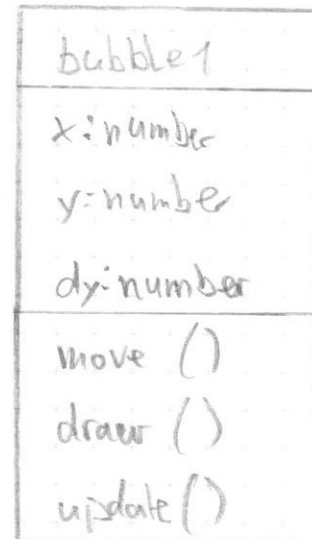 bubble1
x:number
y:number
dy:number
move ()
draw ()
update()